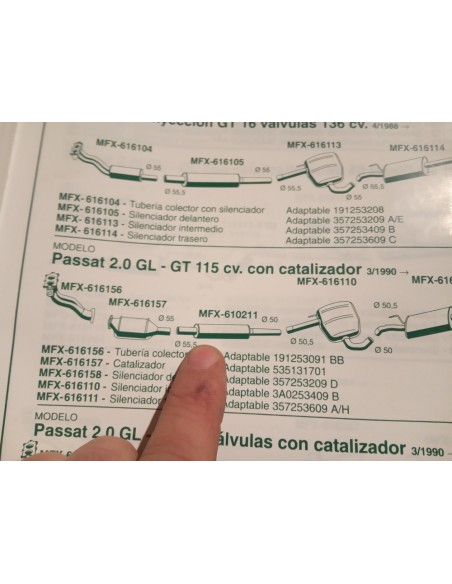 yección GT 16 válvulas 136 cv. 4/1988 →
MFX-616104
Ø 55
MFX-616105
Ø 55
MFX-616113
Ø 55
MFX-616114
Ø 55,5
Ø 55,5
Ø 55
MFX-616104 - Tubería colector con silenciador Adaptable 191253208
MFX-616105 - Silenciador delantero Adaptable 357253209 A/E
MFX-616113 - Silenciador intermedio Adaptable 357253409 B
MFX-616114 - Silenciador trasero Adaptable 357253609 C
MODELO
Passat 2.0 GL - GT 115 cv. con catalizador 3/1990 →
MFX-616156
MFX-616157
Ø 55
MFX-610211
Ø 50
MFX-616110
Ø 50,5
MFX-616
Ø 55,5
Ø 50,5
Ø 50
MFX-616156 - Tubería colector Adaptable 191253091 BB
MFX-616157 - Catalizador Adaptable 535131701
MFX-616158 - Silenciador de Adaptable 357253209 D
MFX-616110 - Silenciador Adaptable 3A0253409 B
MFX-616111 - Silenciador Adaptable 357253609 A/H
MODELO
Passat 2.0 GL - álvulas con catalizador 3/1990 →